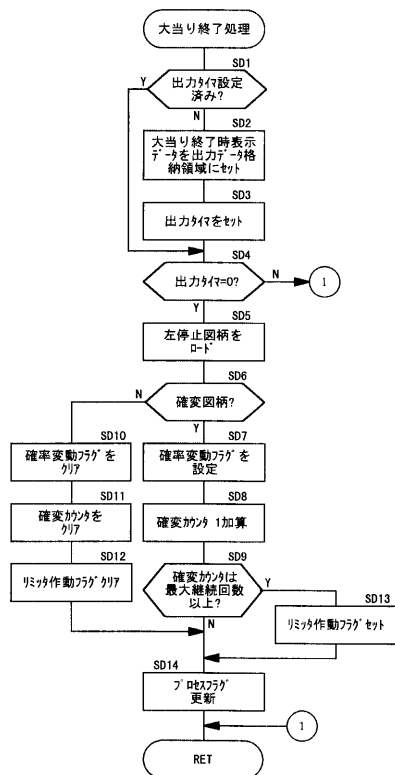 大当り終了処理
SD1
Y
出力ﾀｲﾏ設定
済み?
N
SD2
大当り終了時表示
ﾃﾞｰﾀを出力ﾃﾞｰﾀ格
納領域にｾｯﾄ
SD3
出力ﾀｲﾏをｾｯﾄ
SD4
出力ﾀｲﾏ=0?
N
1
Y
SD5
左停止図柄を
ﾛｰﾄﾞ
SD6
N
確変図柄?
Y
SD10
SD7
確率変動ﾌﾗｸﾞを
ｸﾘｱ
確率変動ﾌﾗｸﾞを
設定
SD11
SD8
確変ｶｳﾝﾀを
ｸﾘｱ
確変ｶｳﾝﾀ 1加算
SD12
SD9
ﾘﾐｯﾀ作動ﾌﾗｸﾞｸﾘｱ
確変ｶｳﾝﾀは
最大継続回数
以上?
Y
SD13
N
ﾘﾐｯﾀ作動ﾌﾗｸﾞｾｯﾄ
SD14
ﾌﾟﾛｾｽﾌﾗｸﾞ
更新
1
RET